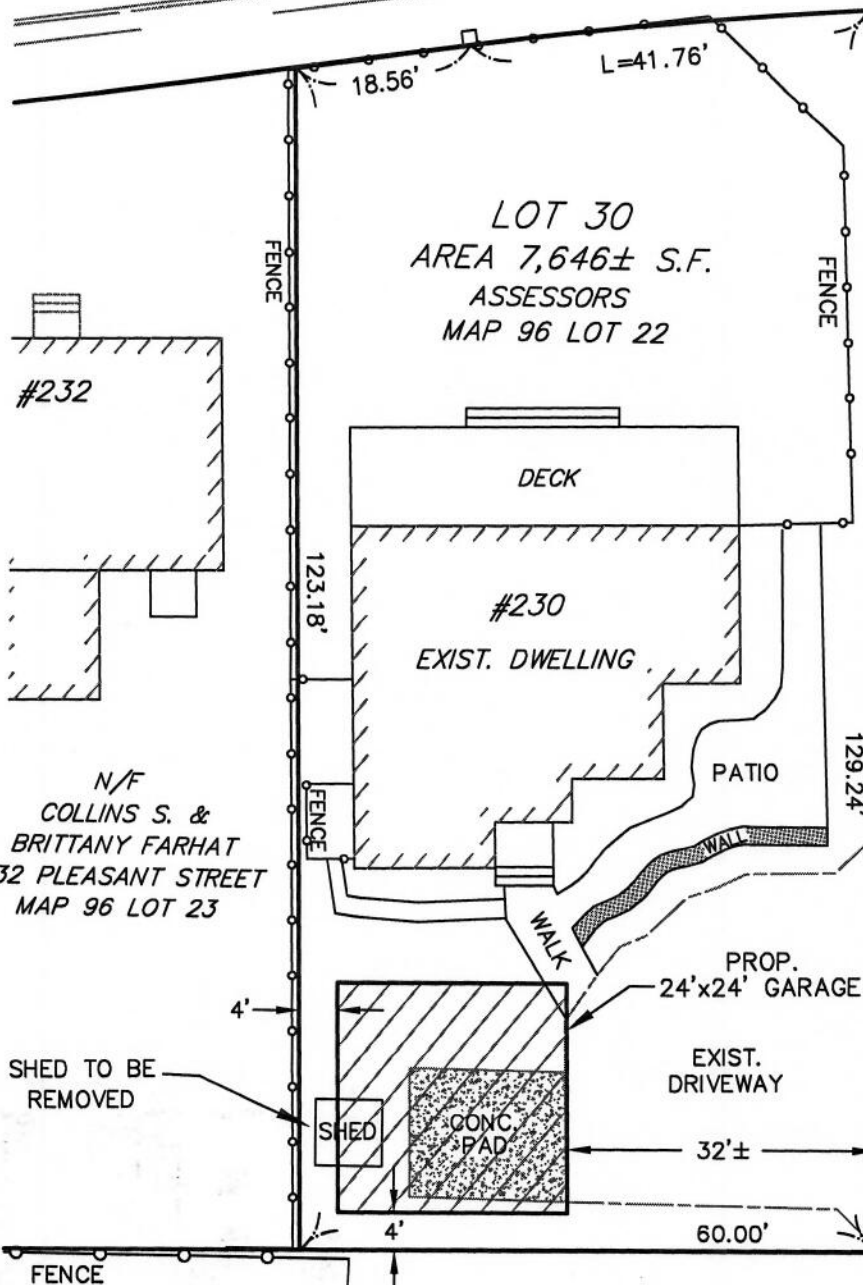 18.56'
L=41.76'
LOT 30
AREA 7,646± S.F.
ASSESSORS
MAP 96 LOT 22
FENCE
FENCE
#232
DECK
123.18'
#230
EXIST. DWELLING
129.24'
N/F
COLLINS S. &
BRITTANY FARHAT
32 PLEASANT STREET
MAP 96 LOT 23
FENCE
PATIO
WALL
WALK
PROP.
24'x24' GARAGE
4'
SHED TO BE
REMOVED
SHED
CONC.
PAD
EXIST.
DRIVEWAY
32'±
4'
60.00'
FENCE